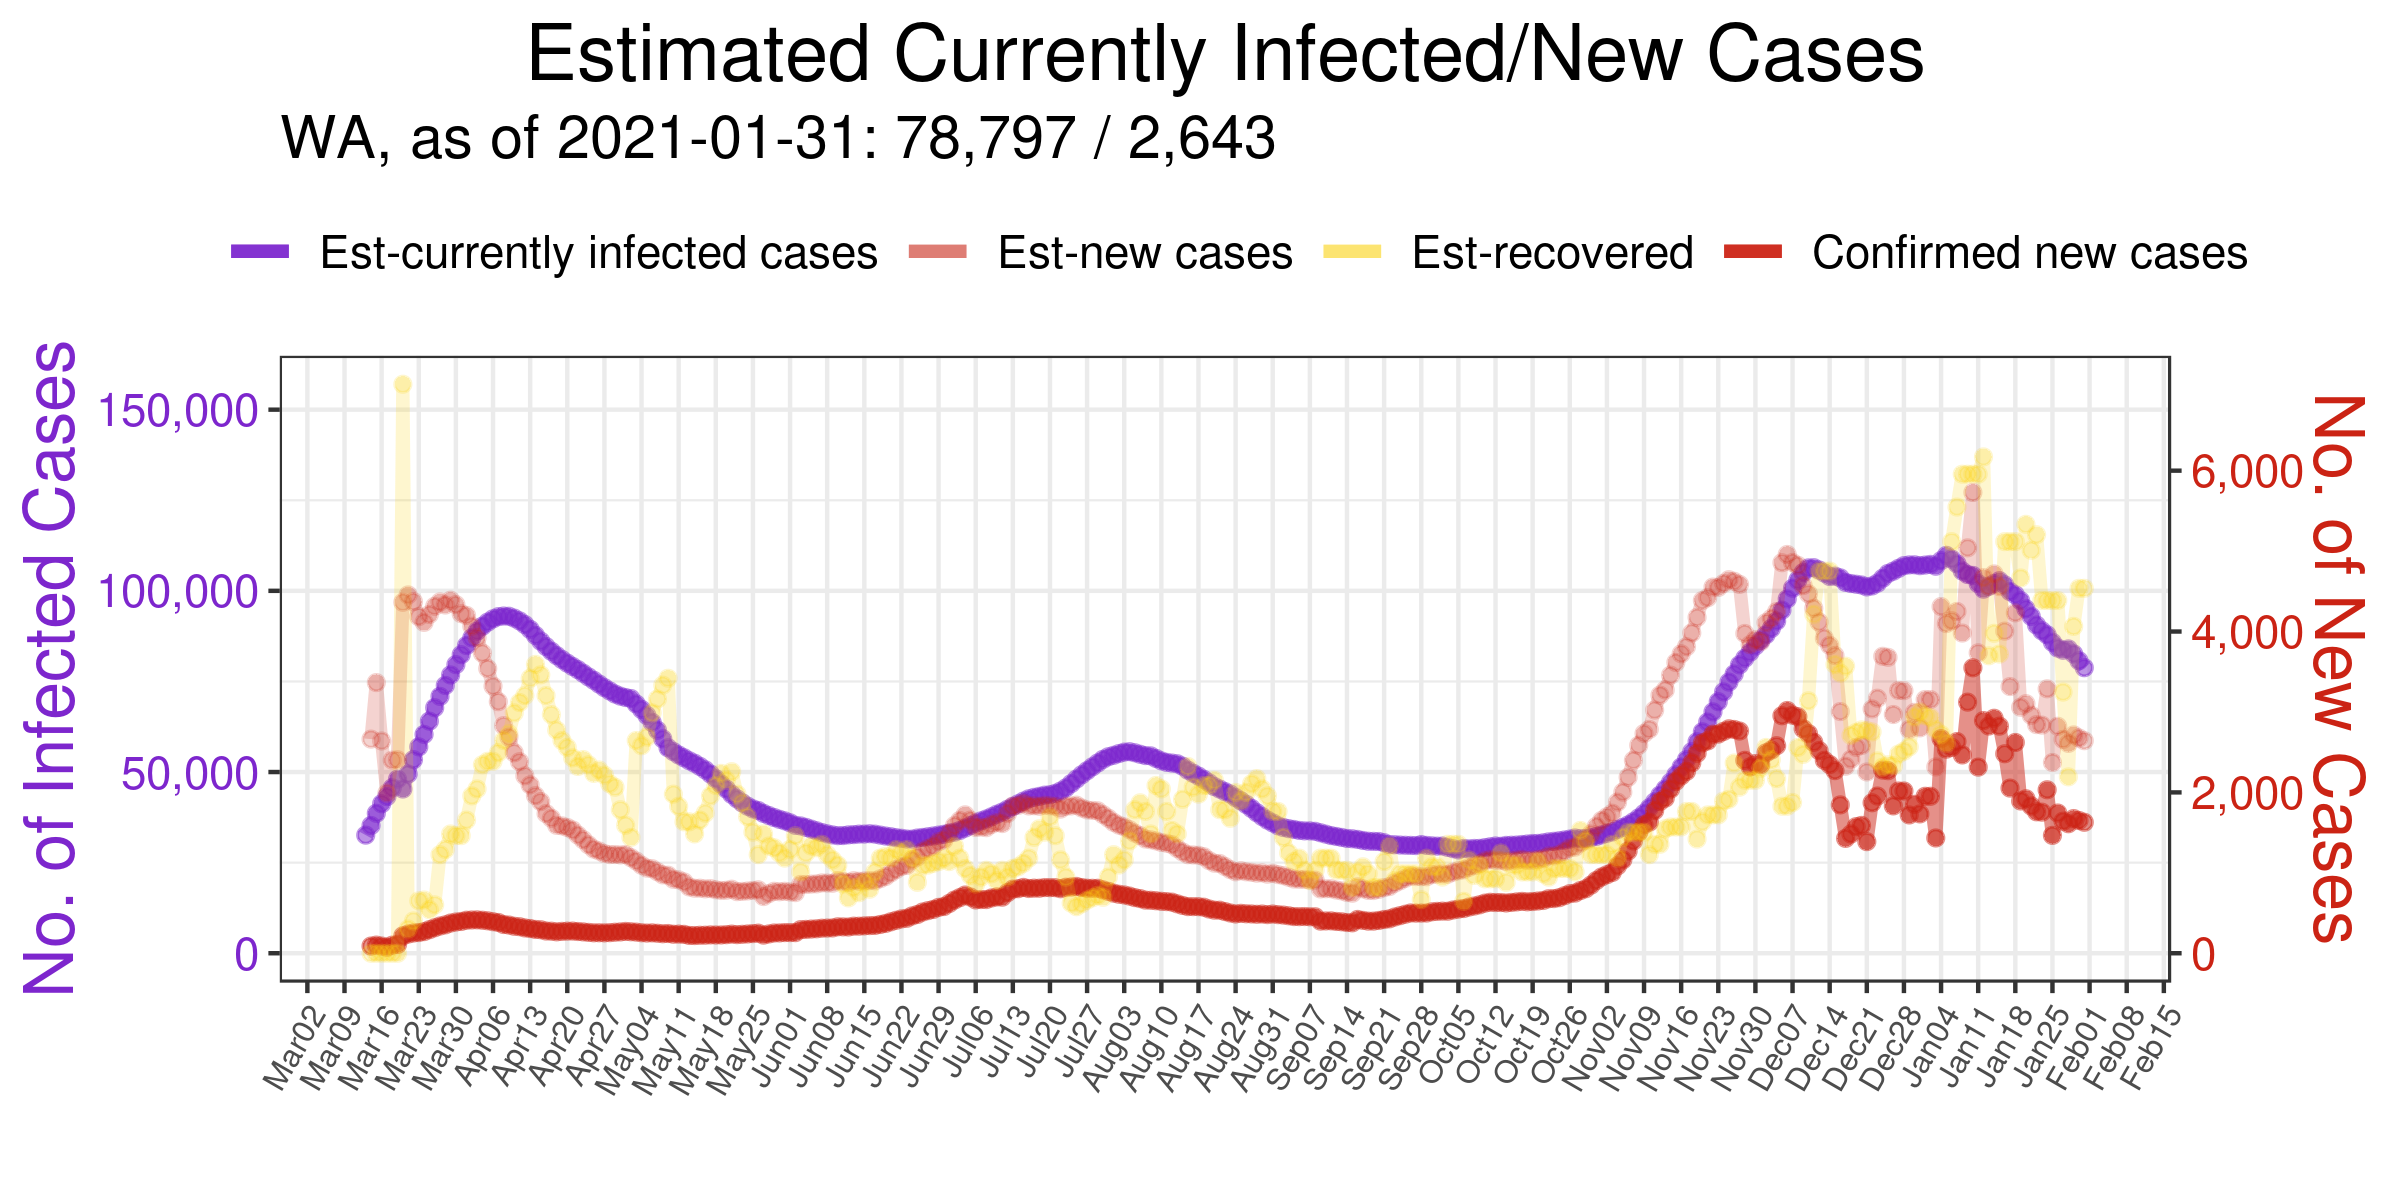 Estimated Currently Infected/New Cases
WA, as of 2021-01-31: 78,797 / 2,643
Est-currently infected cases Est-new cases Est-recovered Confirmed new cases
No. of Infected Cases
150,000
100,000
50,000
0
6,000
4,000
2,000
0
No. of New Cases
Mar02 Mar09 Mar16 Mar23 Mar30 Apr06 Apr13 Apr20 Apr27 May04 May11 May18 May25 Jun01 Jun08 Jun15 Jun22 Jun29 Jul06 Jul13 Jul20 Jul27 Aug03 Aug10 Aug17 Aug24 Aug31 Sep07 Sep14 Sep21 Sep28 Oct05 Oct12 Oct19 Oct26 Nov02 Nov09 Nov16 Nov23 Nov30 Dec07 Dec14 Dec21 Dec28 Jan04 Jan11 Jan18 Jan25 Feb01 Feb08 Feb15